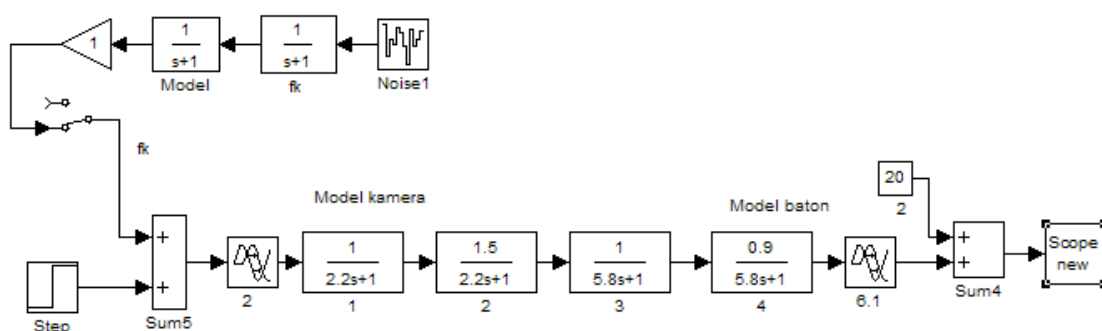 1
1
s+1
Model
1
s+1
fk
Noise1
fk
Model kamera
Model baton
20
2
+
+
Step
Sum5
2
1
2.2s+1
1
1.5
2.2s+1
2
1
5.8s+1
3
0.9
5.8s+1
4
6.1
+
+
Sum4
Scope
new